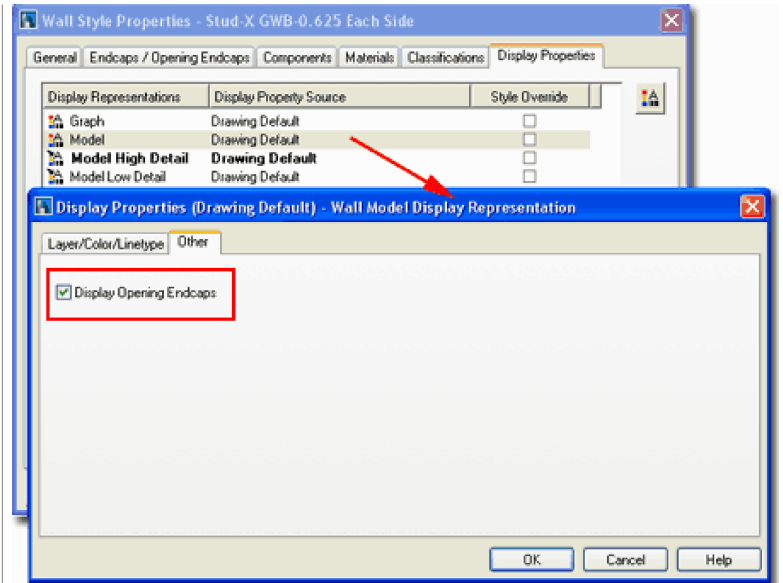 Wall Style Properties - Stud-X GWB-0.625 Each Side
General Endcaps / Opening Endcaps Components Materials Classifications Display Properties
Display Representations Display Property Source Style Override
Graph Drawing Default
Model Drawing Default
Model High Detail Drawing Default
Model Low Detail Drawing Default
Display Properties (Drawing Default) - Wall Model Display Representation
Layer/Color/Linetype Other
Display Opening Endcaps
OK Cancel Help